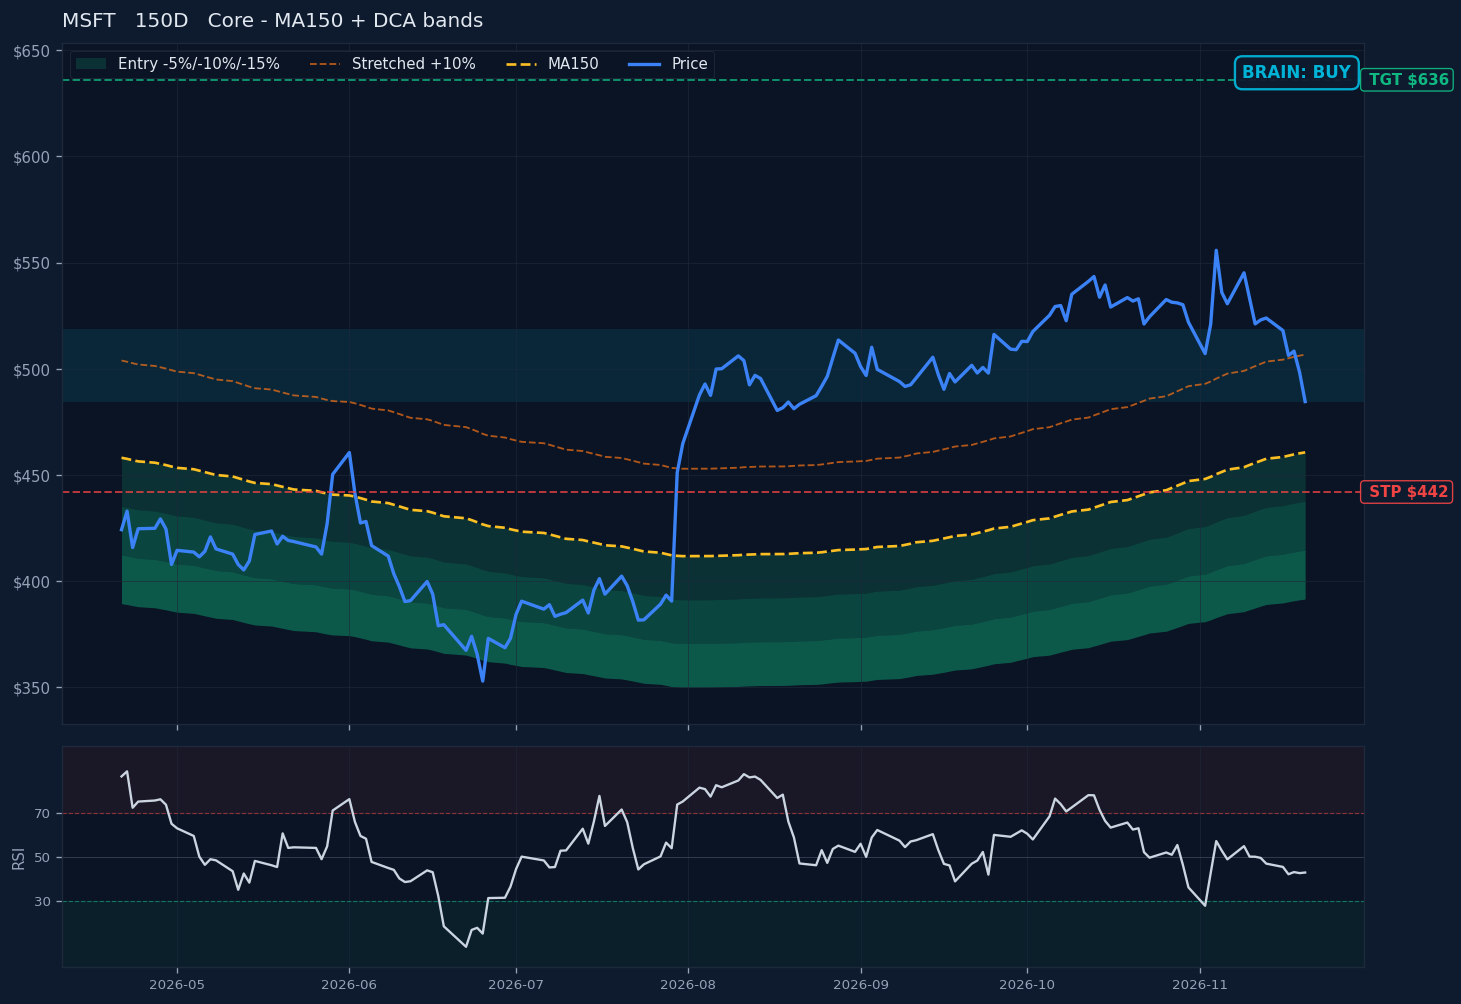 MSFT   150D   Core - MA150 + DCA bands
$650
Entry -5%/-10%/-15%
Stretched +10%
MA150
Price
BRAIN: BUY
TGT $636
$600
$550
$500
$450
STP $442
$400
$350
70
50
RSI
30
2026-05
2026-06
2026-07
2026-08
2026-09
2026-10
2026-11